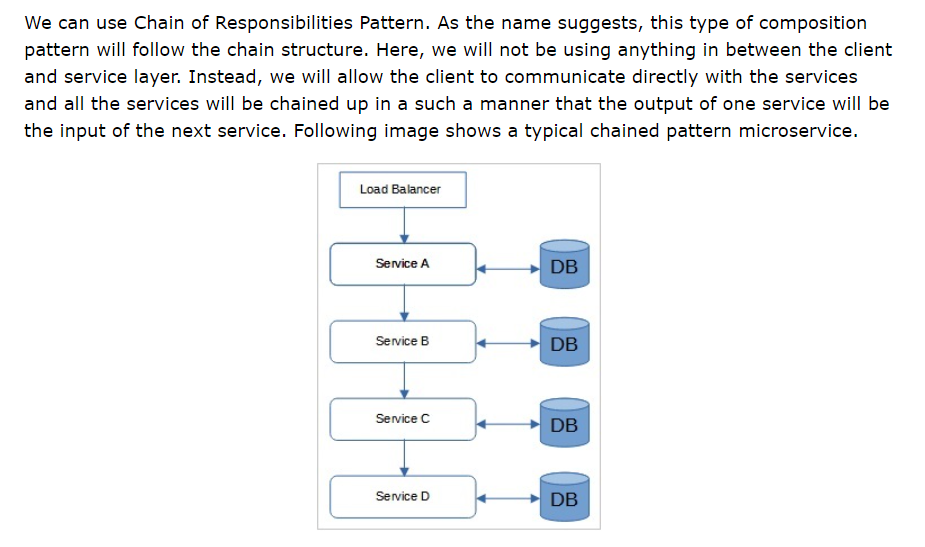 We can use Chain of Responsibilities Pattern. As the name suggests, this type of composition
pattern will follow the chain structure. Here, we will not be using anything in between the client
and service layer. Instead, we will allow the client to communicate directly with the services
and all the services will be chained up in a such a manner that the output of one service will be
the input of the next service. Following image shows a typical chained pattern microservice.
Load Balancer
Service A
DB
Service B
DB
Service C
DB
Service D
DB